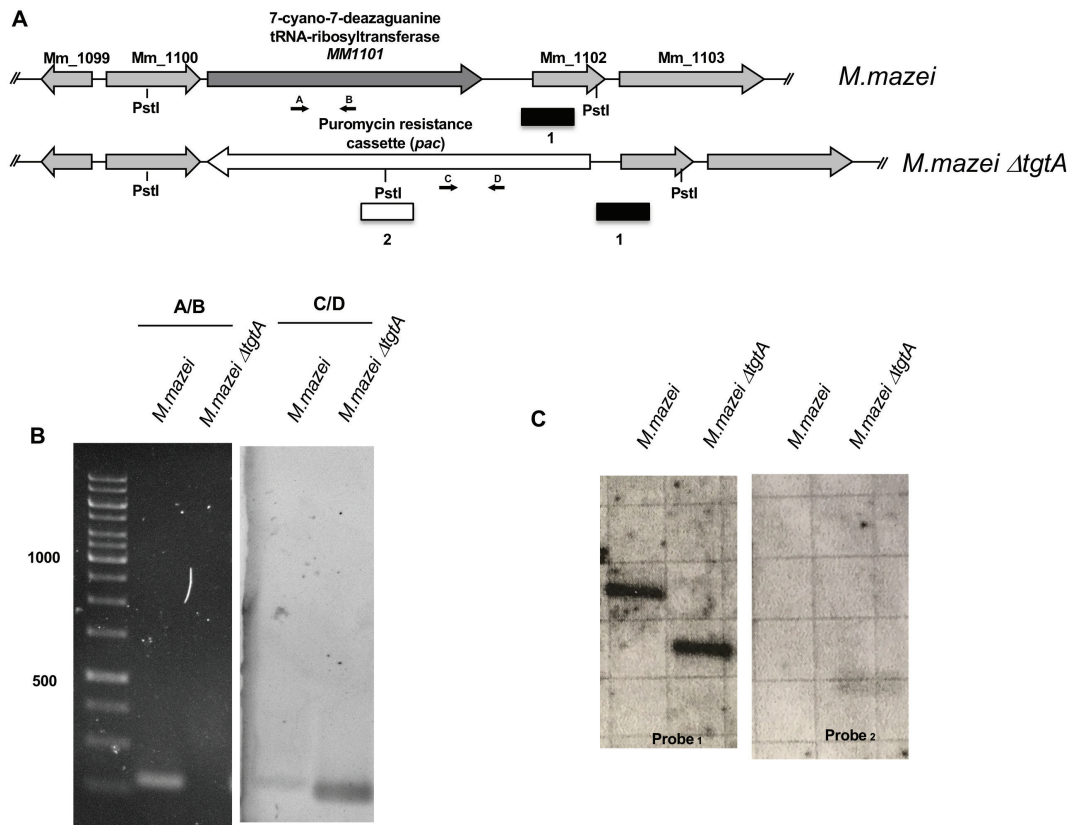 A
7-cyano-7-deazaguanine
tRNA-ribosyltransferase
MM1101
Mm_1099
Mm_1100
Mm_1102
Mm_1103
M.mazei
PstI
A
B
PstI
1
Puromycin resistance
cassette (pac)
M.mazei ΔtgtA
PstI
PstI
C
D
PstI
2
1
A/B
C/D
M.mazei
M.mazei ΔtgtA
M.mazei
M.mazei ΔtgtA
B
1000
500
C
M.mazei
M.mazei ΔtgtA
M.mazei
M.mazei ΔtgtA
Probe 1
Probe 2